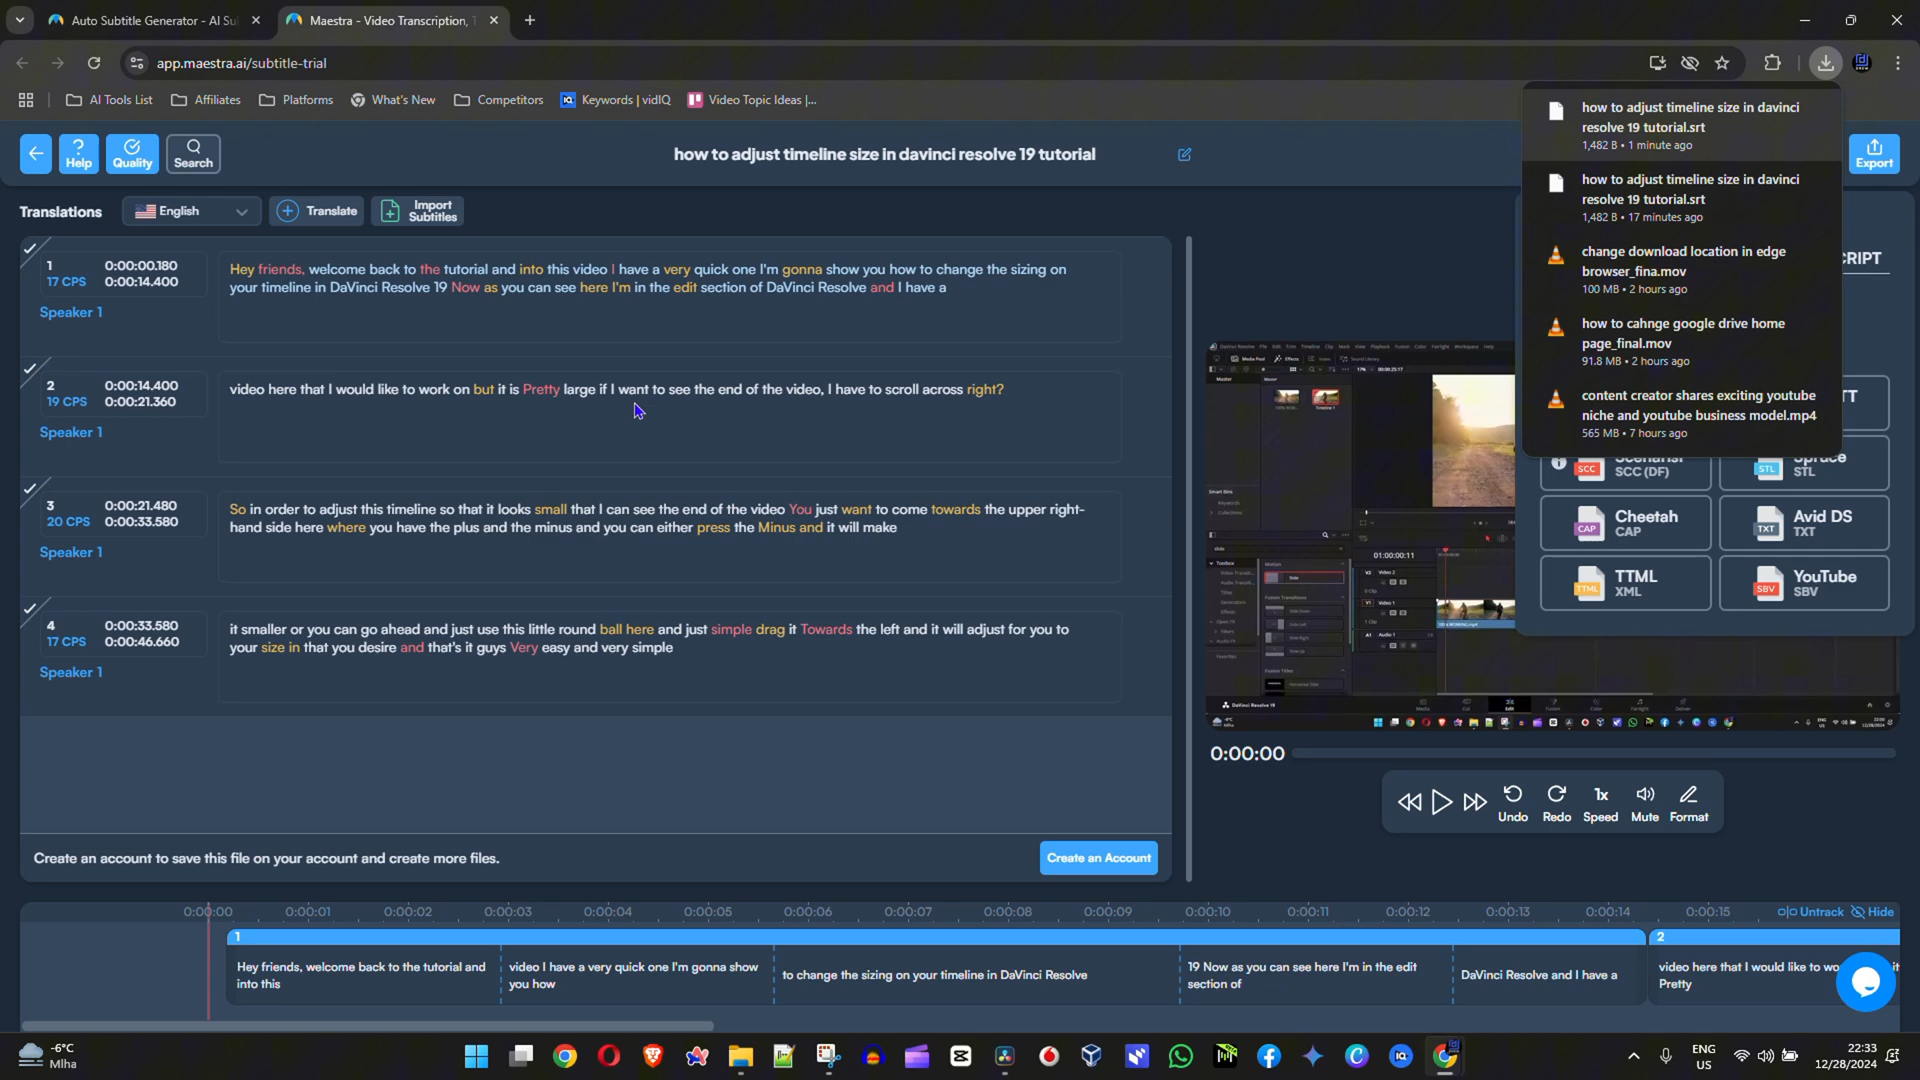 Auto Subtitle Generator - AI Su
Maestra - Video Transcription, T
app.maestra.ai/subtitle-trial
AI Tools List
Affiliates
Platforms
What's New
Competitors
Keywords | vidIQ
Video Topic Ideas |...
Help
Quality
Search
how to adjust timeline size in davinci resolve 19 tutorial
Export
how to adjust timeline size in davinci
resolve 19 tutorial.srt
1,482 B • 1 minute ago
how to adjust timeline size in davinci
resolve 19 tutorial.srt
1,482 B • 17 minutes ago
change download location in edge
browser_fina.mov
100 MB • 2 hours ago
how to cahnge google drive home
page_final.mov
91.8 MB • 2 hours ago
content creator shares exciting youtube
niche and youtube business model.mp4
565 MB • 7 hours ago
Translations
English
Translate
Import
Subtitles
1
0:00:00.180
17 CPS
0:00:14.400
Speaker 1
Hey friends, welcome back to the tutorial and into this video I have a very quick one I'm gonna show you how to change the sizing on
your timeline in DaVinci Resolve 19 Now as you can see here I'm in the edit section of DaVinci Resolve and I have a
2
0:00:14.400
19 CPS
0:00:21.360
Speaker 1
video here that I would like to work on but it is Pretty large if I want to see the end of the video, I have to scroll across right?
3
0:00:21.480
20 CPS
0:00:33.580
Speaker 1
So in order to adjust this timeline so that it looks small that I can see the end of the video You just want to come towards the upper right-
hand side here where you have the plus and the minus and you can either press the Minus and it will make
4
0:00:33.580
17 CPS
0:00:46.660
Speaker 1
it smaller or you can go ahead and just use this little round ball here and just simple drag it Towards the left and it will adjust for you to
your size in that you desire and that's it guys Very easy and very simple
Create an account to save this file on your account and create more files.
Create an Account
CRIPT
TT
SCC
SCC (DF)
Spruce
STL
STL
Cheetah
CAP
CAP
Avid DS
TXT
TXT
TTML
TTML
XML
YouTube
SBV
SBV
01:00:00:11
DaVinci Resolve 19
0:00:00
1x
Undo
Redo
Speed
Mute
Format
0:00:00
0:00:01
0:00:02
0:00:03
0:00:04
0:00:05
0:00:06
0:00:07
0:00:08
0:00:09
0:00:10
0:00:11
0:00:12
0:00:13
0:00:14
0:00:15
Untrack
Hide
1
2
Hey friends, welcome back to the tutorial and
into this
video I have a very quick one I'm gonna show
you how
to change the sizing on your timeline in DaVinci Resolve
19 Now as you can see here I'm in the edit
section of
DaVinci Resolve and I have a
video here that I would like to wo
it
Pretty
-6°C
Mlha
ENG
US
22:33
12/28/2024